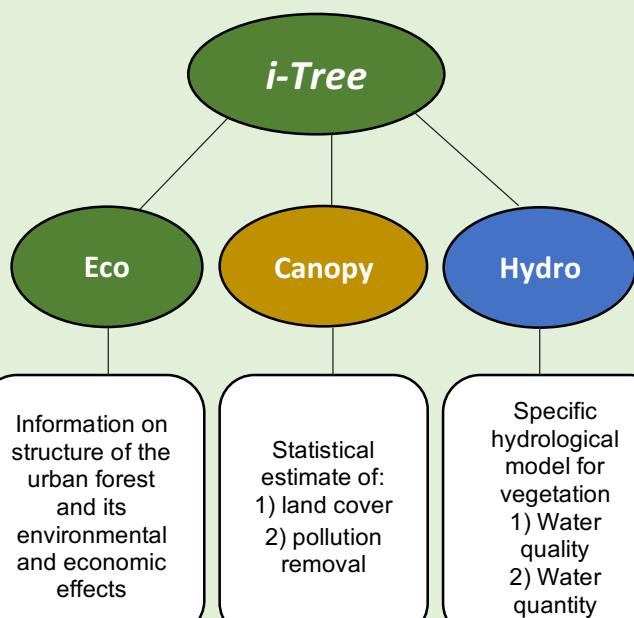 i-Tree
Eco
Canopy
Hydro
Information on
structure of the
urban forest
and its
environmental
and economic
effects
Statistical
estimate of:
1) land cover
2) pollution
removal
Specific
hydrological
model for
vegetation
1) Water
quality
2) Water
quantity